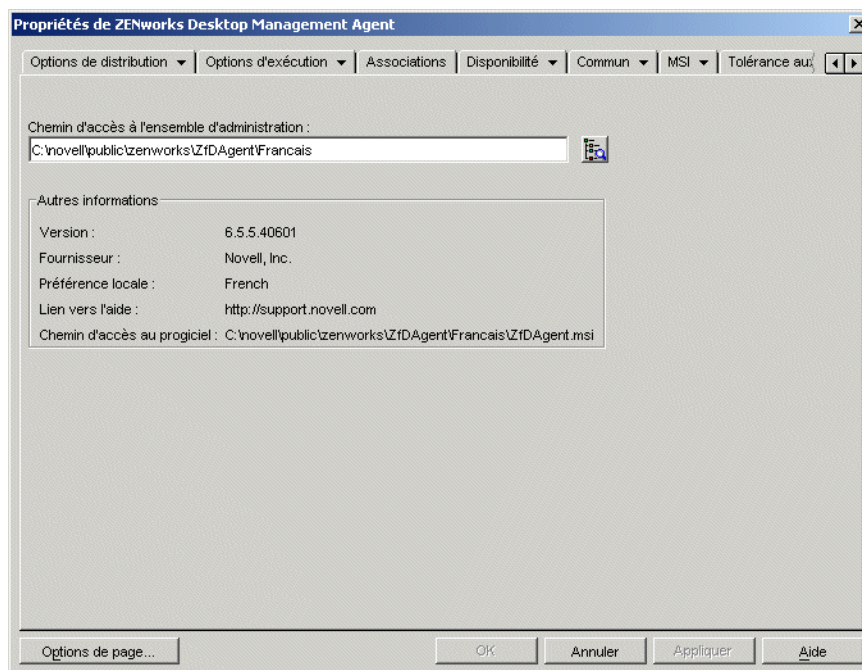 Propriétés de ZENworks Desktop Management Agent
Options de distribution Options d'exécution Associations Disponibilité Commun MSI Tolérance aux
Chemin d'accès à l'ensemble d'administration :
C:\novell\public\zenworks\ZfDAgent\Francais
Autres informations
Version : 6.5.5.40601
Fournisseur : Novell, Inc.
Préférence locale : French
Lien vers l'aide : http://support.novell.com
Chemin d'accès au progiciel : C:\novell\public\zenworks\ZfDAgent\Francais\ZfDAgent.msi
Options de page... OK Annuler Appliquer Aide